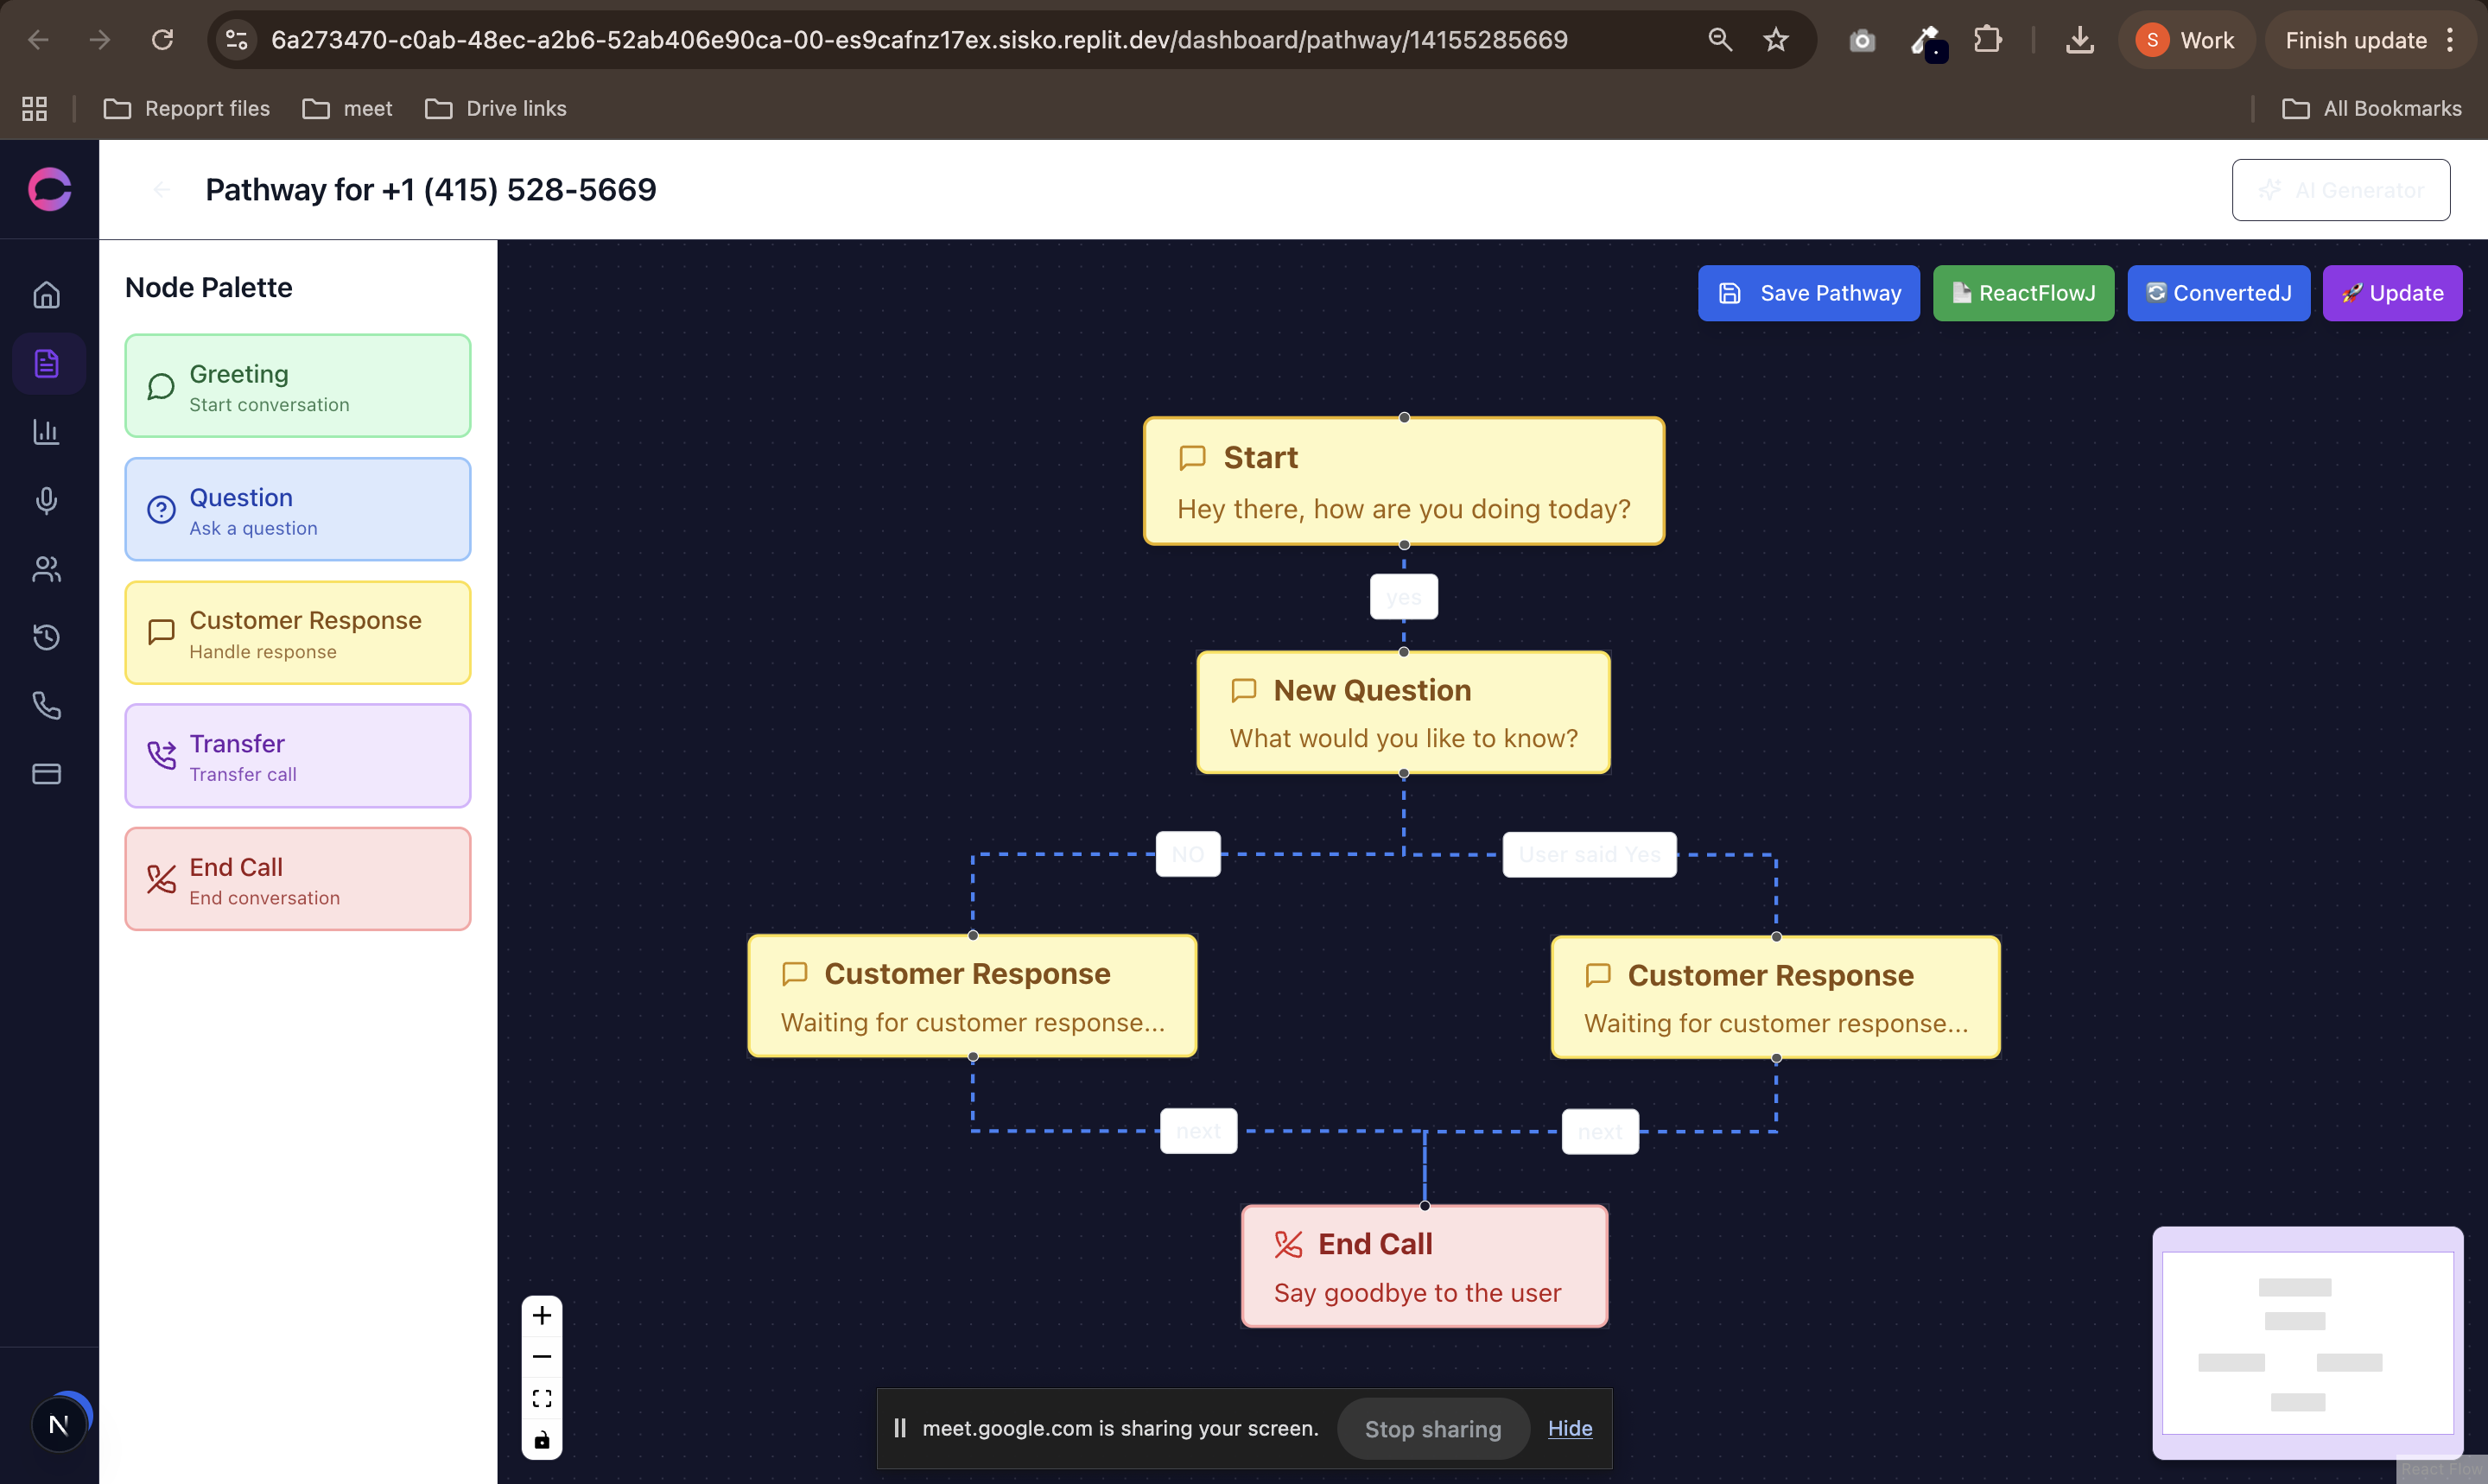 6a273470-c0ab-48ec-a2b6-52ab406e90ca-00-es9cafnz17ex.sisko.replit.dev/dashboard/pathway/14155285669
S Work
Finish update
Repoprt files
meet
Drive links
All Bookmarks
Pathway for +1 (415) 528-5669
AI Generator
Node Palette
Greeting
Start conversation
Question
Ask a question
Customer Response
Handle response
Transfer
Transfer call
End Call
End conversation
Save Pathway
ReactFlowJ
ConvertedJ
Update
Start
Hey there, how are you doing today?
yes
New Question
What would you like to know?
NO
User said Yes
Customer Response
Waiting for customer response...
Customer Response
Waiting for customer response...
next
next
End Call
Say goodbye to the user
N
meet.google.com is sharing your screen.
Stop sharing
Hide
React Flow